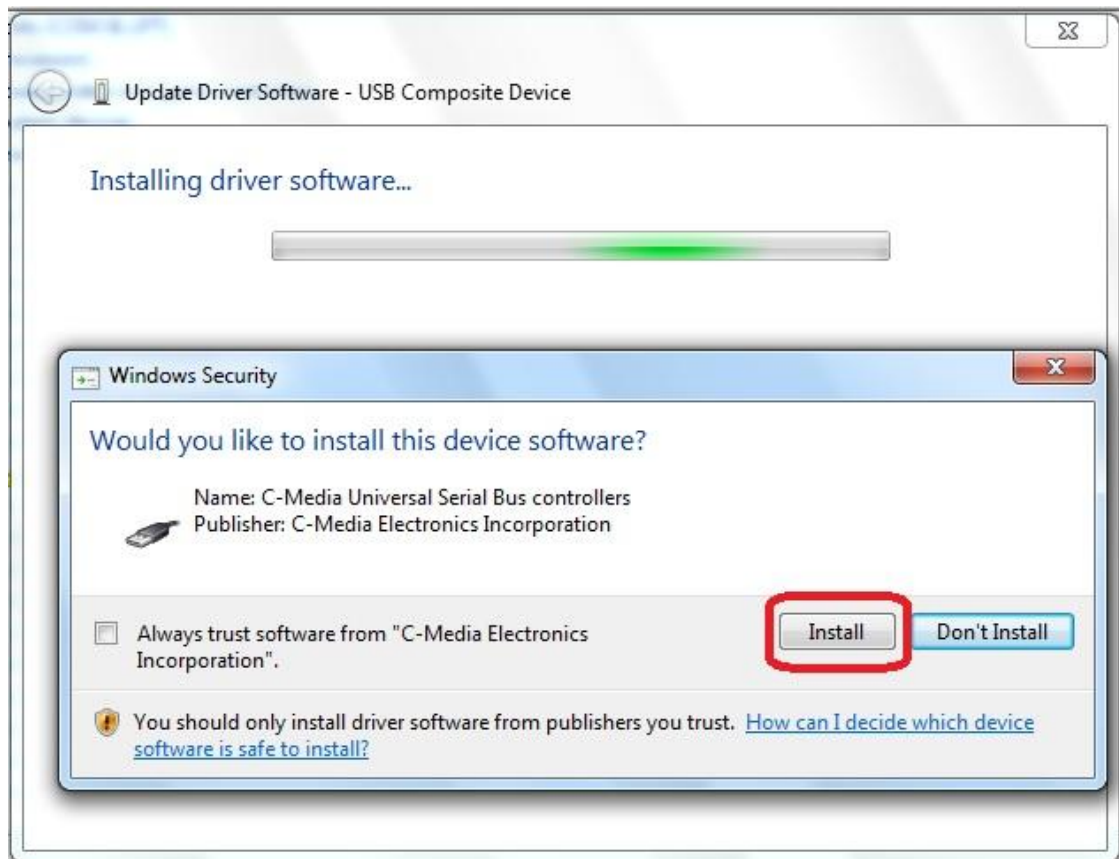 Update Driver Software - USB Composite Device
Installing driver software...
Windows Security
Would you like to install this device software?
Name: C-Media Universal Serial Bus controllers
Publisher: C-Media Electronics Incorporation
Always trust software from "C-Media Electronics
Incorporation".
Install
Don't Install
You should only install driver software from publishers you trust. How can I decide which device
software is safe to install?